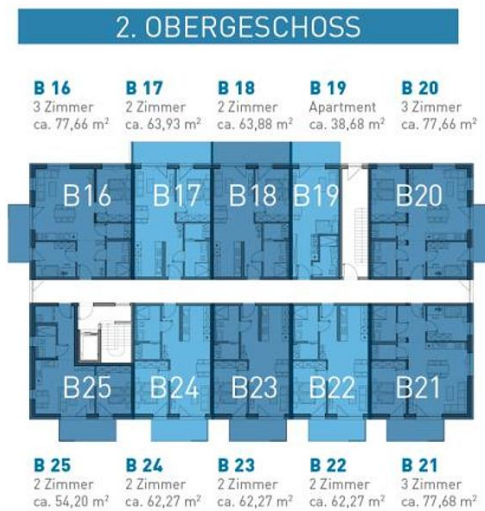 2. OBERGESCHOSS
B 16
3 Zimmer
ca. 77,66 m²
B 17
2 Zimmer
ca. 63,93 m²
B 18
2 Zimmer
ca. 63,88 m²
B 19
Apartment
ca. 38,68 m²
B 20
3 Zimmer
ca. 77,66 m²
B16 B17 B18 B19 B20
B25 B24 B23 B22 B21
B 25
2 Zimmer
ca. 54,20 m²
B 24
2 Zimmer
ca. 62,27 m²
B 23
2 Zimmer
ca. 62,27 m²
B 22
2 Zimmer
ca. 62,27 m²
B 21
3 Zimmer
ca. 77,68 m²